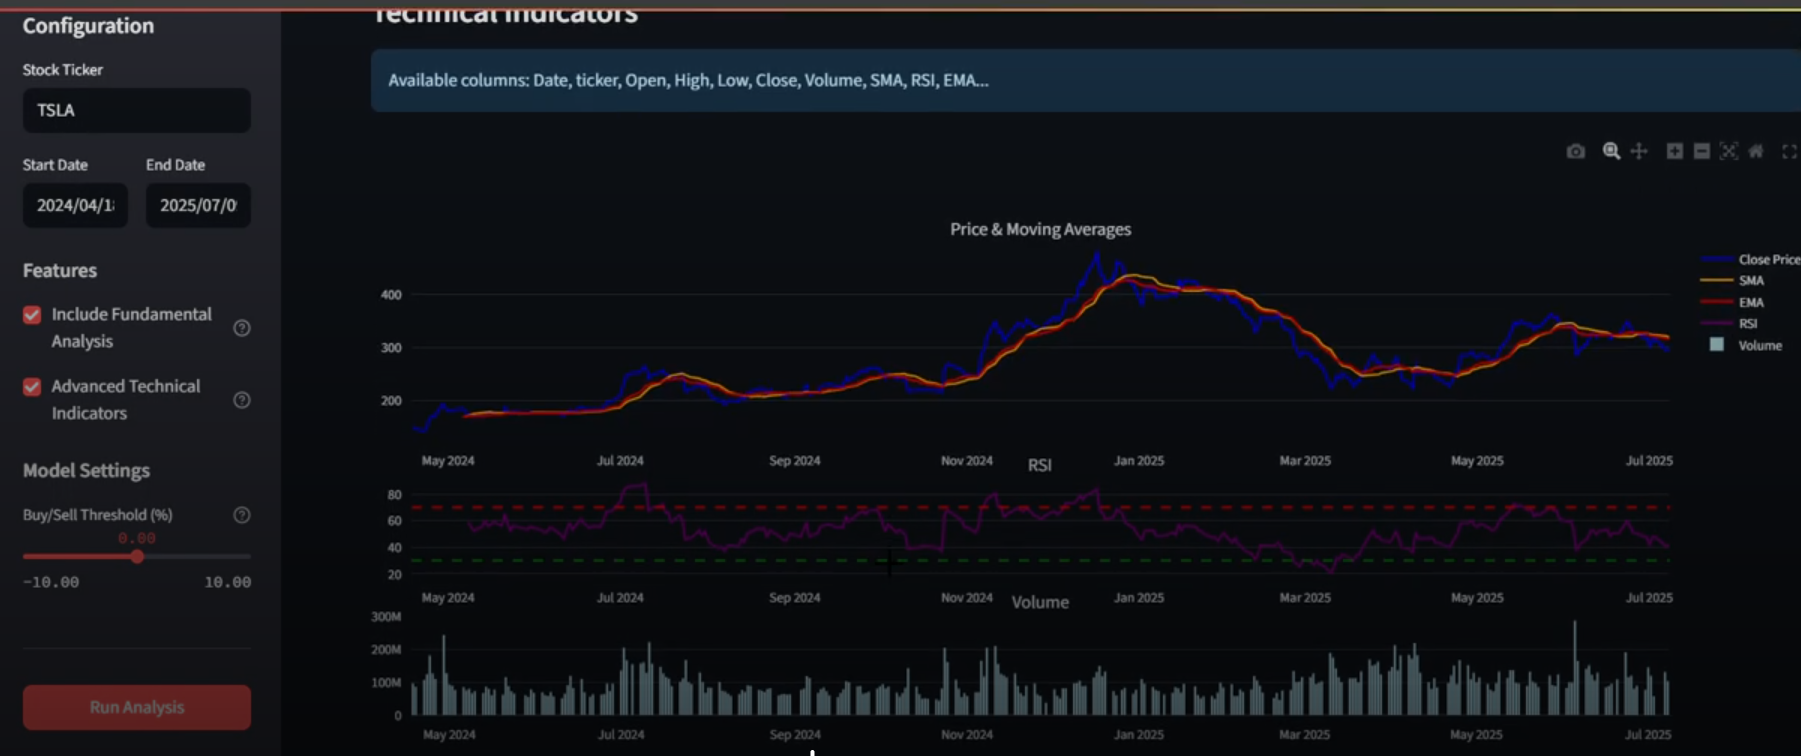 Configuration
Stock Ticker
TSLA
Start Date
End Date
2024/04/1
2025/07/0
Features
Include Fundamental
Analysis
Advanced Technical
Indicators
Model Settings
Buy/Sell Threshold (%)
0.00
-10.00
10.00
Run Analysis
Technical Indicators
Available columns: Date, ticker, Open, High, Low, Close, Volume, SMA, RSI, EMA...
Price & Moving Averages
400
300
200
May 2024
Jul 2024
Sep 2024
Nov 2024
Jan 2025
Mar 2025
May 2025
Jul 2025
Close Price
SMA
EMA
RSI
Volume
RSI
80
60
40
20
May 2024
Jul 2024
Sep 2024
Nov 2024
Jan 2025
Mar 2025
May 2025
Jul 2025
Volume
300M
200M
100M
0
May 2024
Jul 2024
Sep 2024
Nov 2024
Jan 2025
Mar 2025
May 2025
Jul 2025